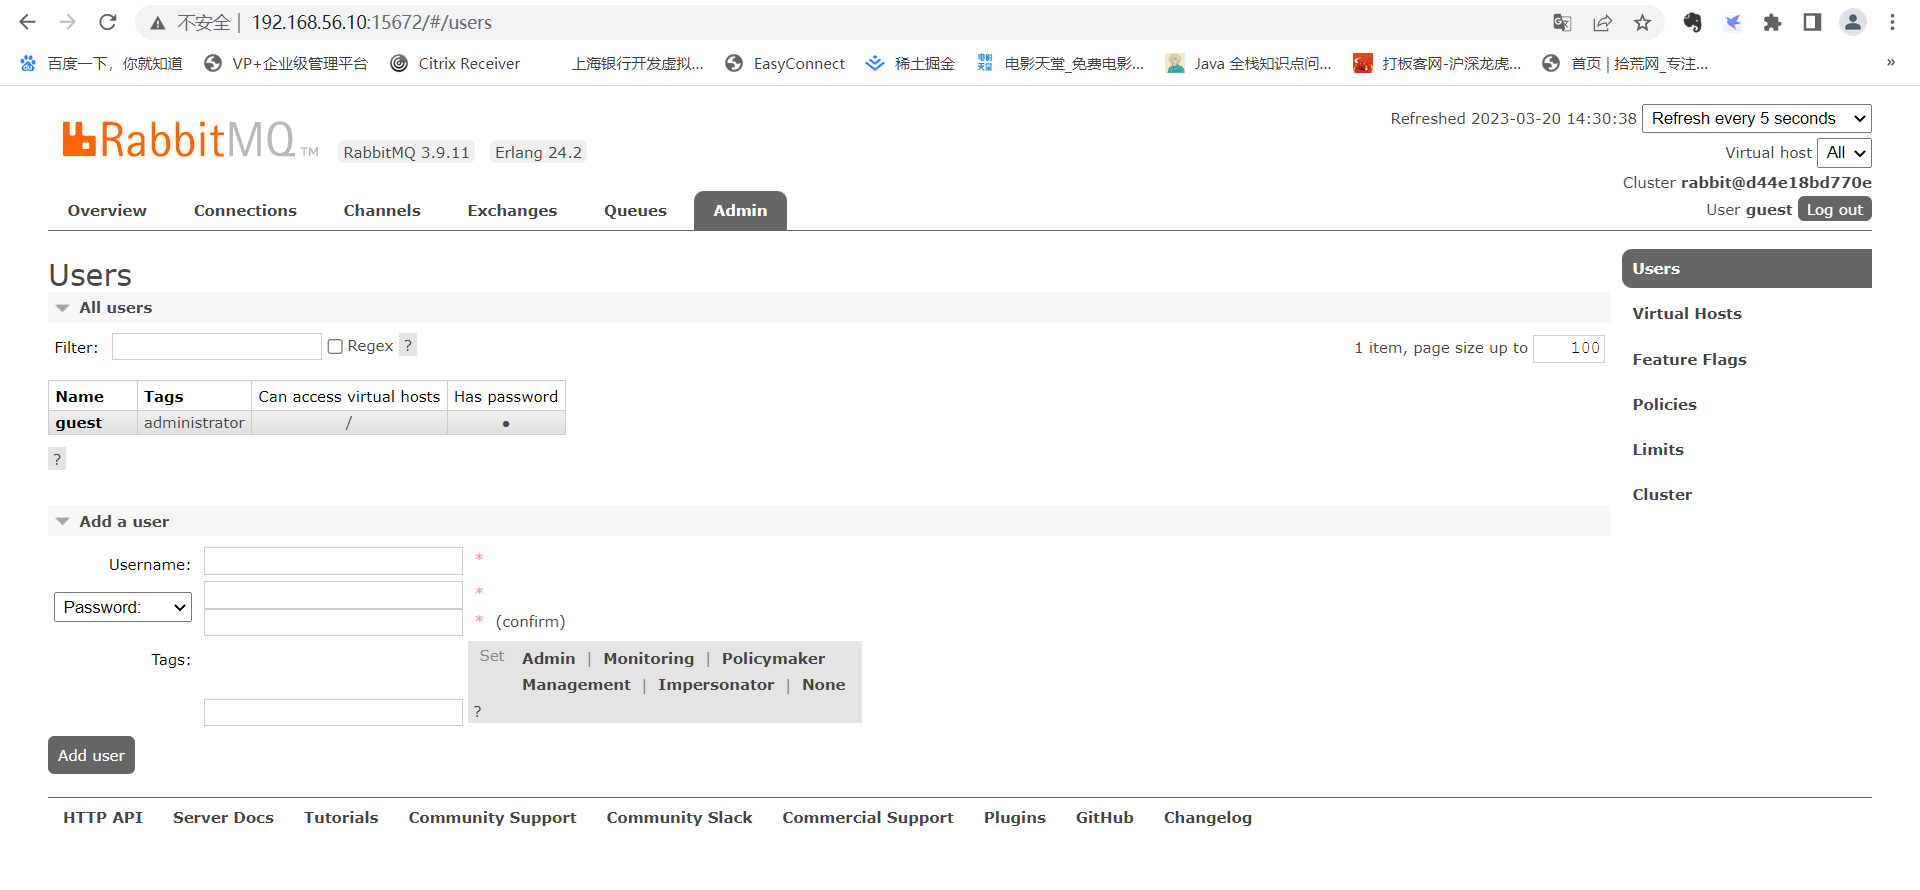 不安全 | 192.168.56.10:15672/#/users
百度一下，你就知道 VP+企业级管理平台 Citrix Receiver 上海银行开发虚拟... EasyConnect 稀土掘金 电影天堂_免费电影... Java 全栈知识点问... 打板客网-沪深龙虎... 首页 | 拾荒网_专注... »
Refreshed 2023-03-20 14:30:38 Refresh every 5 seconds
RabbitMQ TM RabbitMQ 3.9.11 Erlang 24.2
Virtual host All
Cluster rabbit@d44e18bd770e
User guest Log out
Overview Connections Channels Exchanges Queues Admin
Users
All users
Filter: Regex ? 1 item, page size up to 100
Name Tags Can access virtual hosts Has password
guest administrator / ●
?
Add a user
Username: *
Password: *
* (confirm)
Tags: Set Admin | Monitoring | Policymaker
Management | Impersonator | None
?
Add user
Users
Virtual Hosts
Feature Flags
Policies
Limits
Cluster
HTTP API Server Docs Tutorials Community Support Community Slack Commercial Support Plugins GitHub Changelog